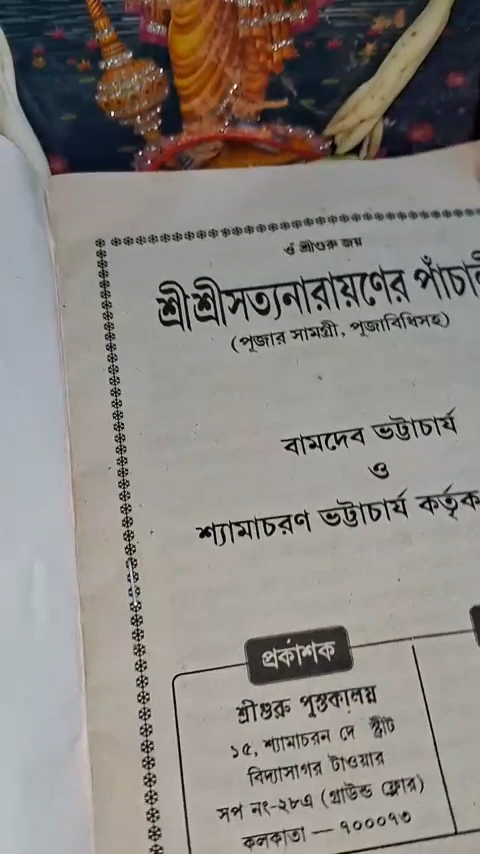 ওঁ শ্রীগুরু জয়
শ্রীশ্রীসত্যনারায়ণের
(পূজার সামগ্রী, পূজাবিধিসহ)
বামদেব ভট্টাচার্য
ও
শ্যামাচরণ ভট্টাচার্য কর্তৃক
প্রকাশক
শ্রীগুরু পুস্তকালয়
১৫, শ্যামাচরন দে স্ট্রীট
বিদ্যাসাগর টাওয়ার
সপ নং-২৮এ (গ্রাউন্ড ফ্লোর)
কলকাতা — ৭০০০৭৩